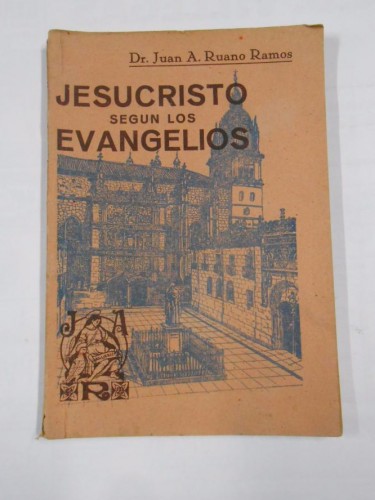 Dr. Juan A. Ruano Ramos
JESUCRISTO
SEGUN LOS
EVANGELIOS
J A
R